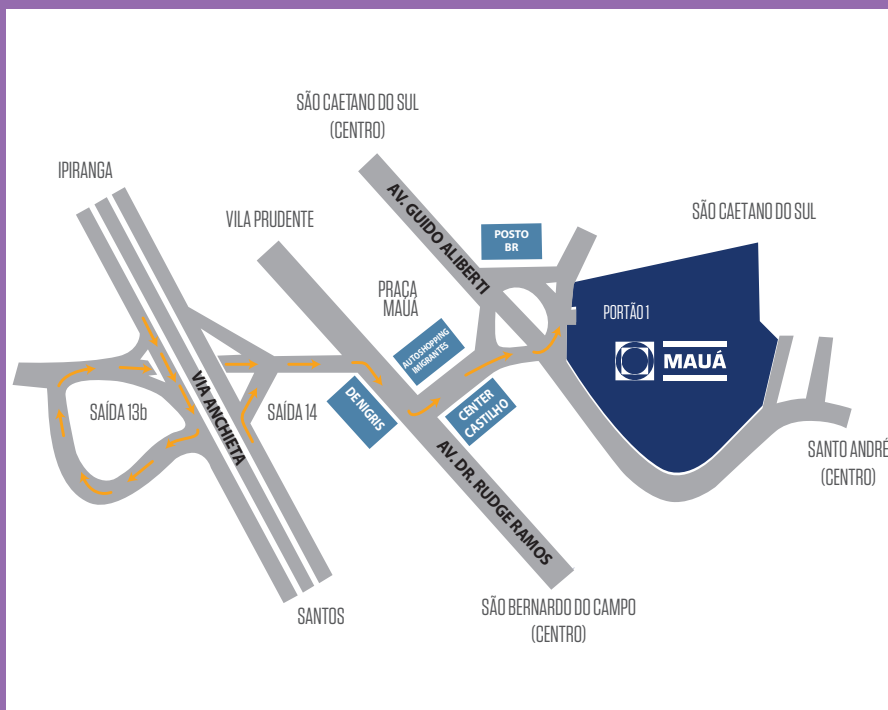 SÃO CAETANO DO SUL
(CENTRO)
IPIRANGA
VILA PRUDENTE
AV. GUIDO ALIBERTI
POSTO
BR
SÃO CAETANO DO SUL
PRAÇA
MAUÁ
PORTÃO 1
AUTOSHOPPING
IMIGRANTES
MAUÁ
VIA ANCHIETA
SAÍDA 13b
SAÍDA 14
DE NIGRIS
CENTER
CASTILHO
AV. DR. RUDGE RAMOS
SANTO ANDRÉ
(CENTRO)
SANTOS
SÃO BERNARDO DO CAMPO
(CENTRO)